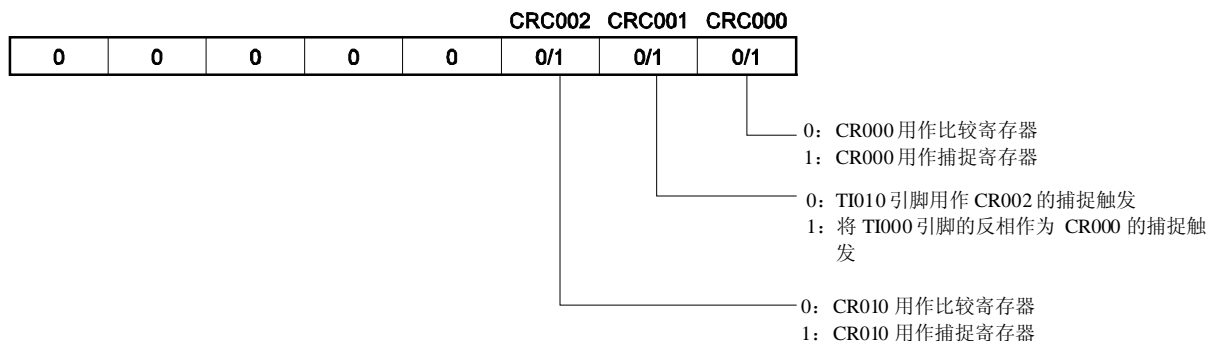 CRC002 CRC001 CRC000
0 0 0 0 0 0/1 0/1 0/1
0：CR000 用作比较寄存器
1：CR000 用作捕捉寄存器
0：TI010 引脚用作 CR002 的捕捉触发
1：将 TI000 引脚的反相作为 CR000 的捕捉触
发
0：CR010 用作比较寄存器
1：CR010 用作捕捉寄存器